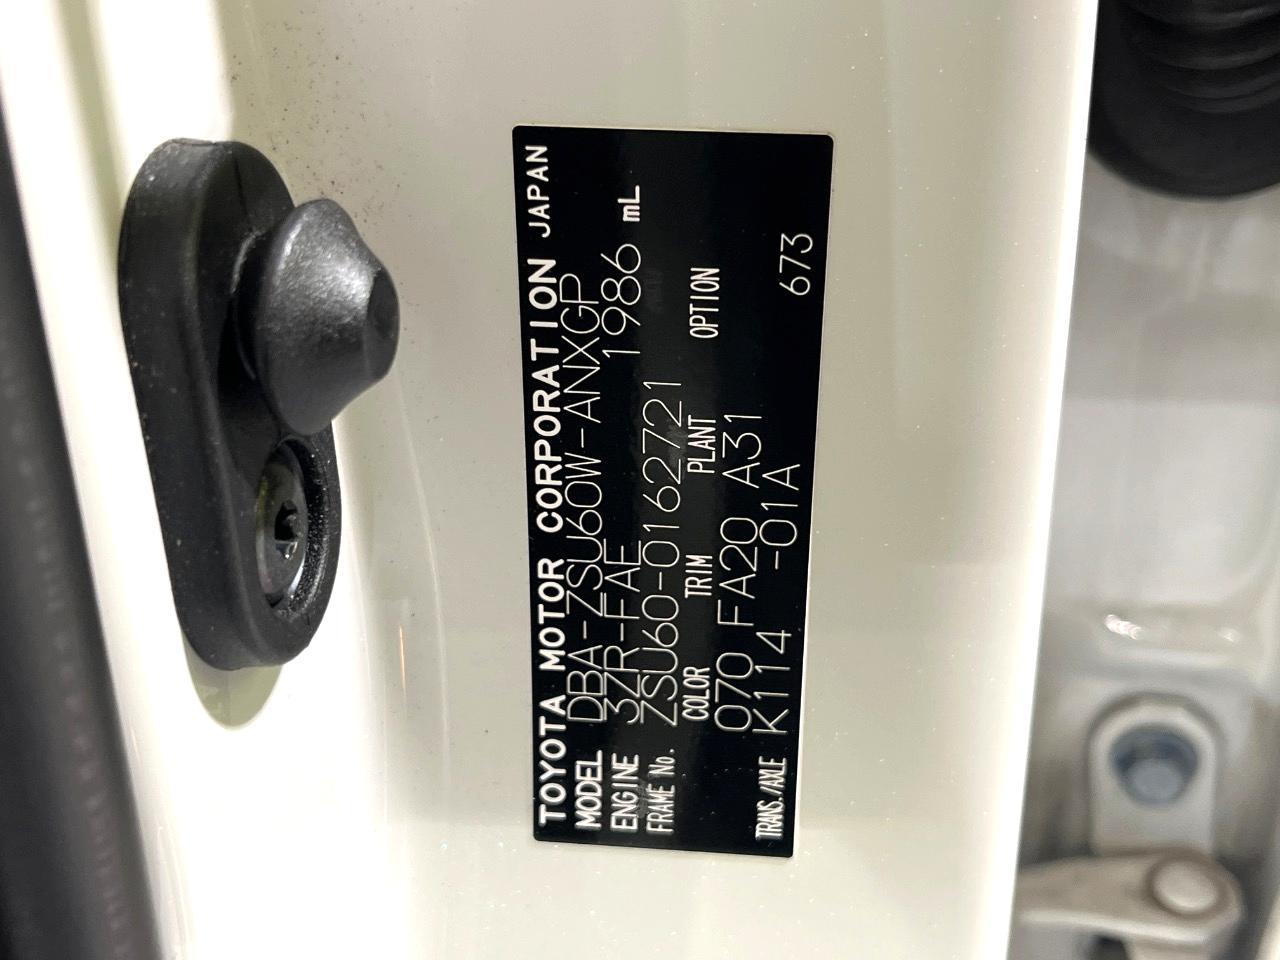 TOYOTA MOTOR CORPORATION JAPAN
MODEL DBA-ZSU60W-ANXGP
ENGINE 3ZR-FAE 1986 mL
FRAME No. ZSU60-0162721
COLOR TRIM PLANT OPTION
070 FA20 A31
TRANS./AXLE K114 -01A 673